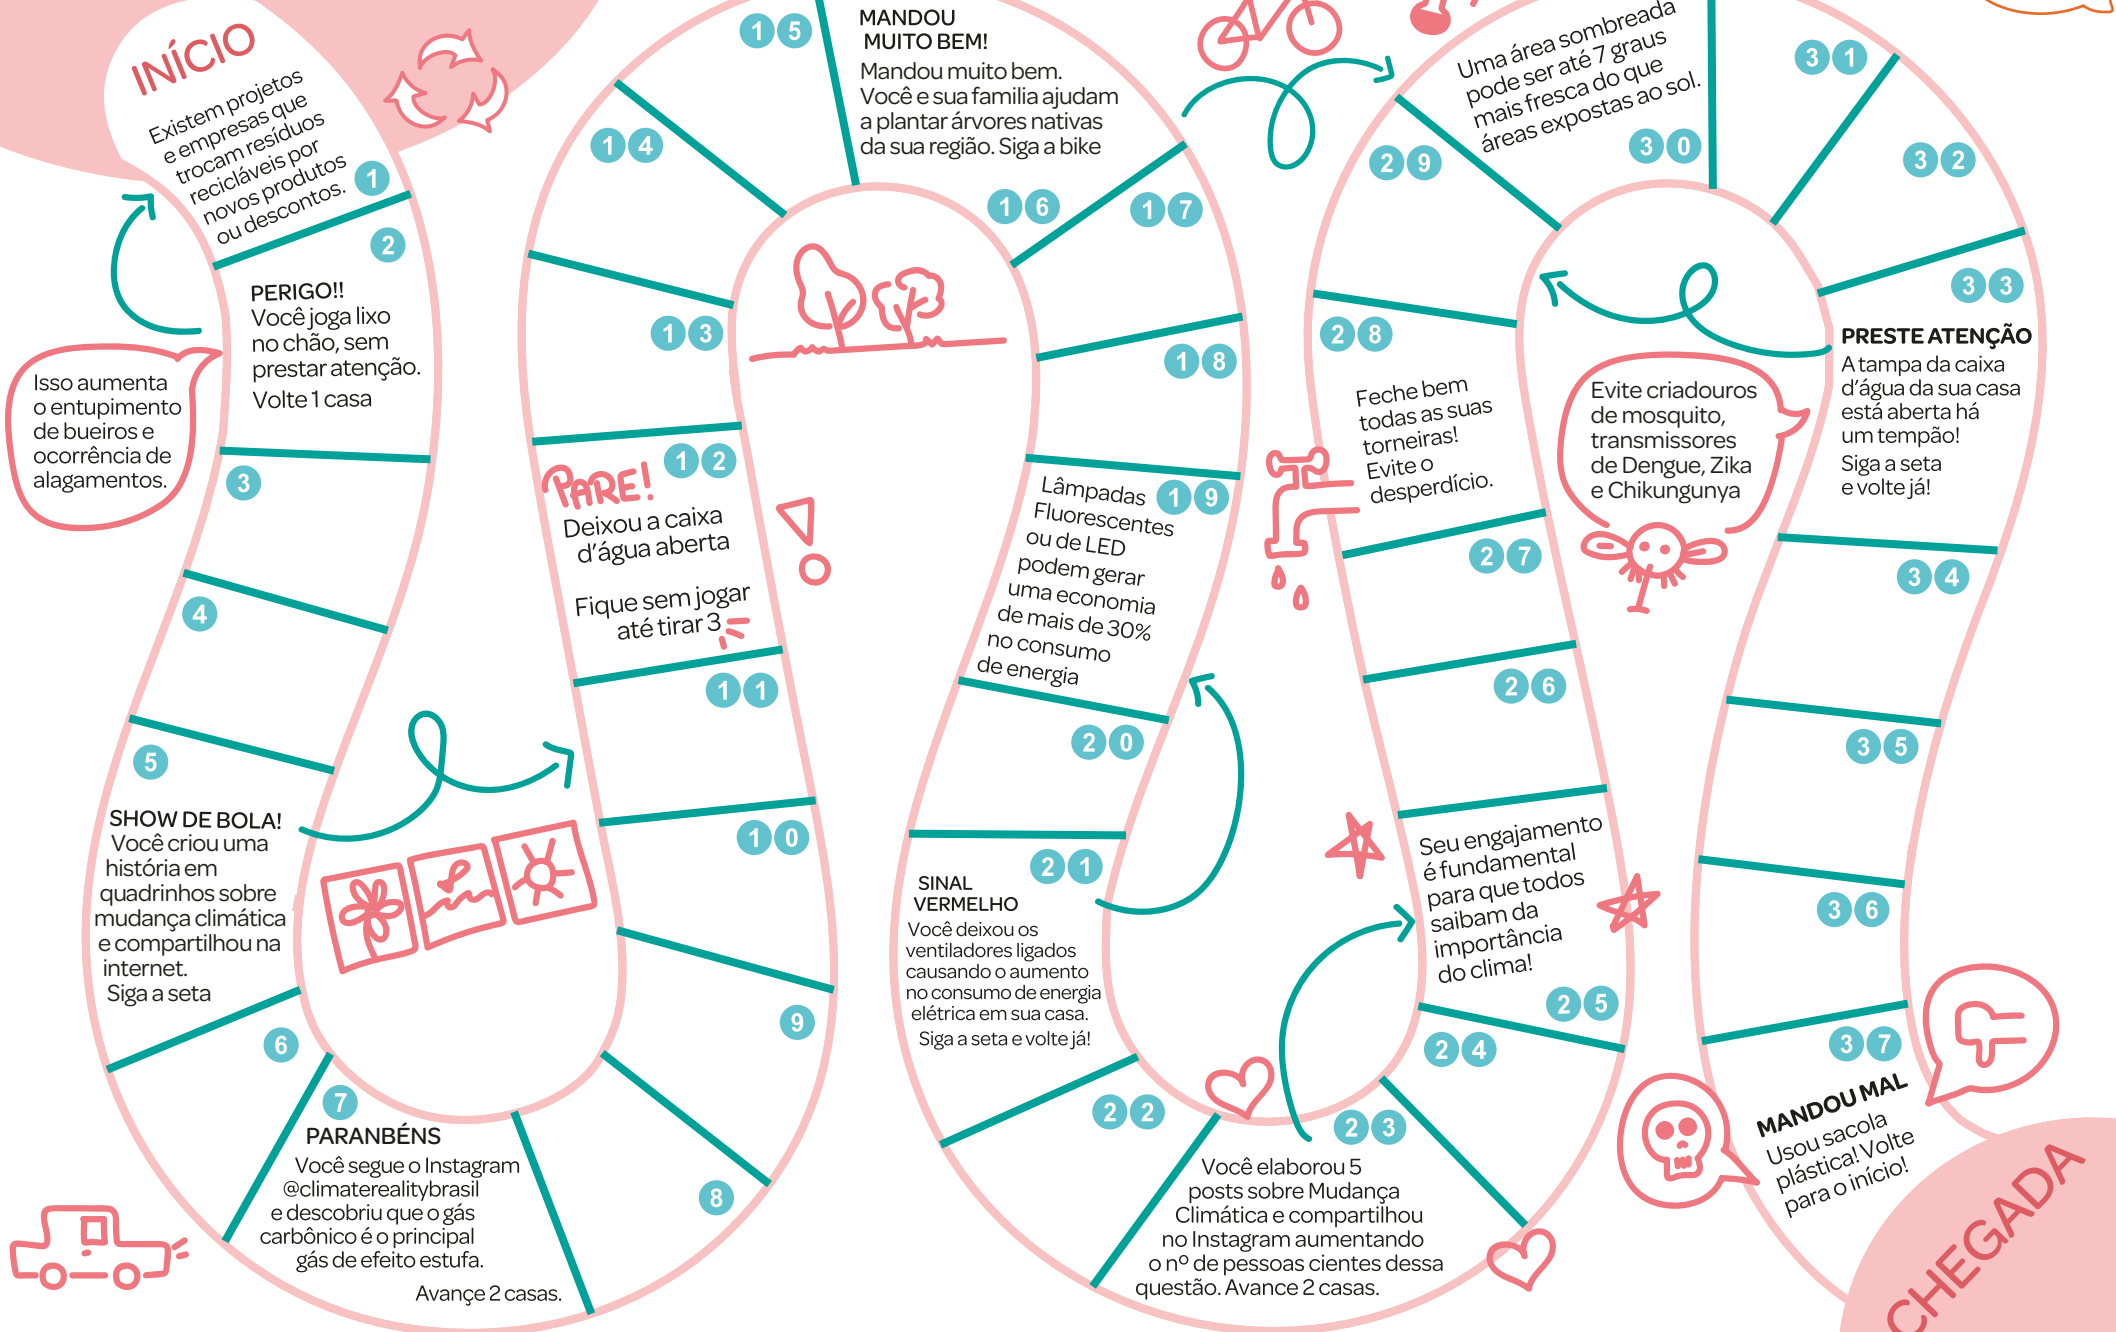 INÍCIO
Existem projetos
e empresas que
trocam resíduos
recicláveis por
novos produtos
ou descontos.
1
2
PERIGO!!
Você joga lixo
no chão, sem
prestar atenção.
Volte 1 casa
Isso aumenta
o entupimento
de bueiros e
ocorrência de
alagamentos.
3
4
5
SHOW DE BOLA!
Você criou uma
história em
quadrinhos sobre
mudança climática
e compartilhou na
internet.
Siga a seta
6
7
PARANBÉNS
Você segue o Instagram
@climaterealitybrasil
e descobriu que o gás
carbônico é o principal
gás de efeito estufa.
Avançe 2 casas.
8
9
10
11
12
PARE!
Deixou a caixa
d'água aberta
Fique sem jogar
até tirar 3
13
14
15
MANDOU
MUITO BEM!
Mandou muito bem.
Você e sua familia ajudam
a plantar árvores nativas
da sua região. Siga a bike
16
17
18
19
Lâmpadas
Fluorescentes
ou de LED
podem gerar
uma economia
de mais de 30%
no consumo
de energia
20
21
SINAL
VERMELHO
Você deixou os
ventiladores ligados
causando o aumento
no consumo de energia
elétrica em sua casa.
Siga a seta e volte já!
22
23
Você elaborou 5
posts sobre Mudança
Climática e compartilhou
no Instagram aumentando
o nº de pessoas cientes dessa
questão. Avance 2 casas.
24
25
Seu engajamento
é fundamental
para que todos
saibam da
importância
do clima!
26
27
28
Feche bem
todas as suas
torneiras!
Evite o
desperdício.
29
Uma área sombreada
pode ser até 7 graus
mais fresca do que
áreas expostas ao sol.
30
31
32
33
PRESTE ATENÇÃO
A tampa da caixa
d'água da sua casa
está aberta há
um tempão!
Siga a seta
e volte já!
Evite criadouros
de mosquito,
transmissores
de Dengue, Zika
e Chikungunya
34
35
36
37
MANDOU MAL
Usou sacola
plástica! Volte
para o início!
CHEGADA